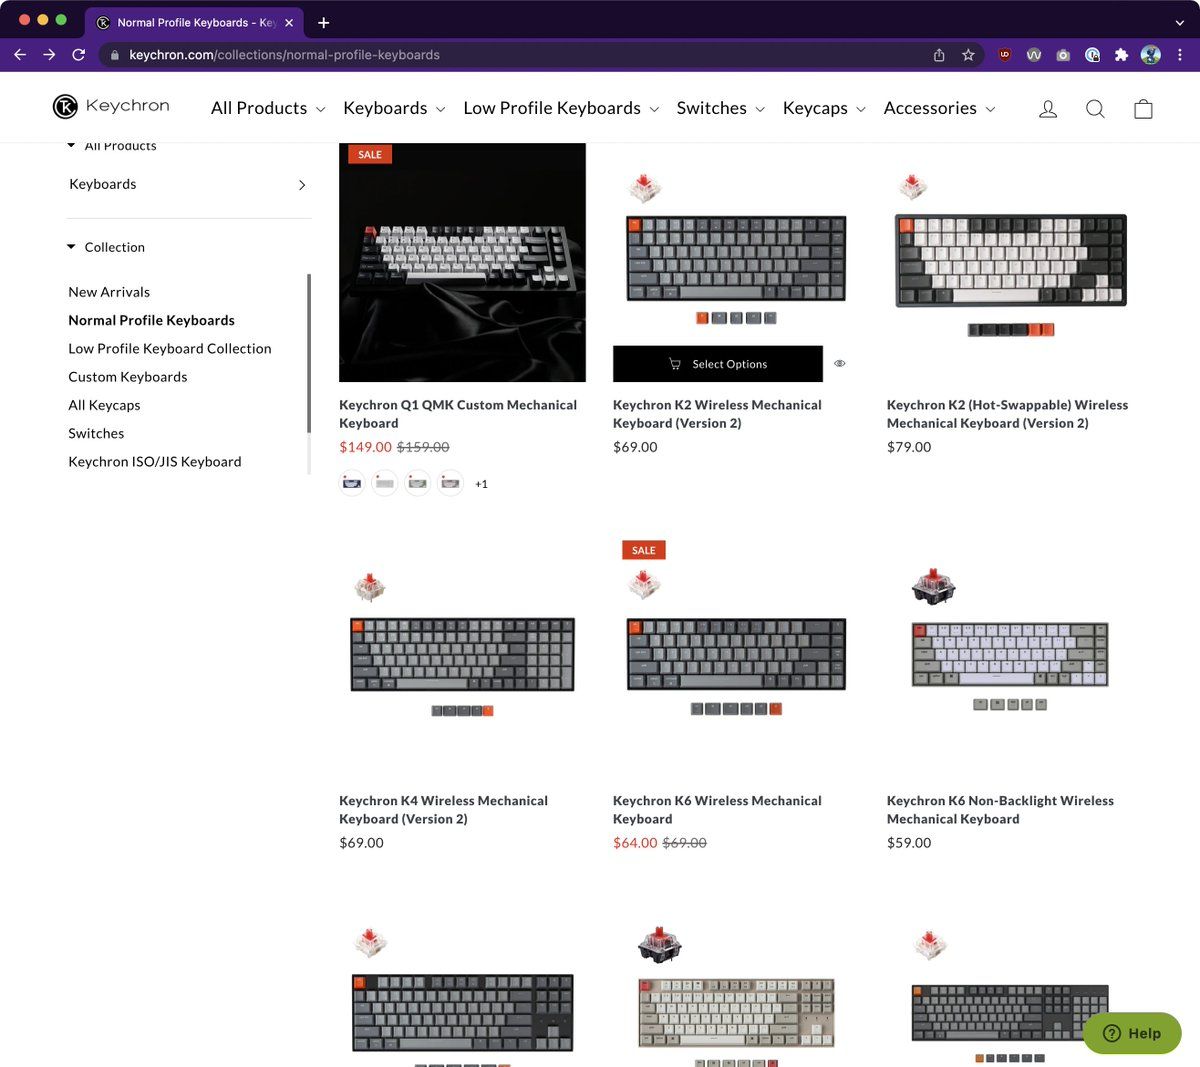 Normal Profile Keyboards - Ke
keychron.com/collections/normal-profile-keyboards
Keychron
All Products
Keyboards
Low Profile Keyboards
Switches
Keycaps
Accessories
All Products
Keyboards
Collection
New Arrivals
Normal Profile Keyboards
Low Profile Keyboard Collection
Custom Keyboards
All Keycaps
Switches
Keychron ISO/JIS Keyboard
SALE
Keychron Q1 QMK Custom Mechanical
Keyboard
$149.00 $159.00
+1
Select Options
Keychron K2 Wireless Mechanical
Keyboard (Version 2)
$69.00
Keychron K2 (Hot-Swappable) Wireless
Mechanical Keyboard (Version 2)
$79.00
Keychron K4 Wireless Mechanical
Keyboard (Version 2)
$69.00
SALE
Keychron K6 Wireless Mechanical
Keyboard
$64.00 $69.00
Keychron K6 Non-Backlight Wireless
Mechanical Keyboard
$59.00
Help